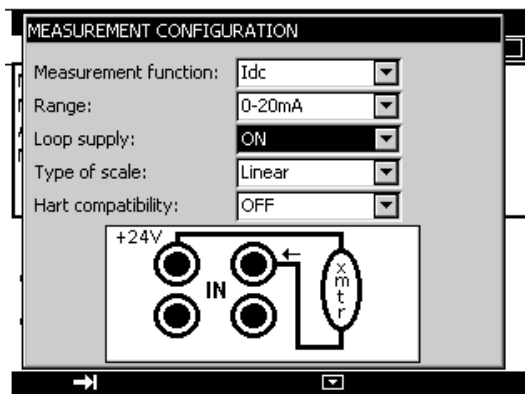 MEASUREMENT CONFIGURATION
Measurement function: Idc
Range: 0-20mA
Loop supply: ON
Type of scale: Linear
Hart compatibility: OFF
+24V
IN
xmtr